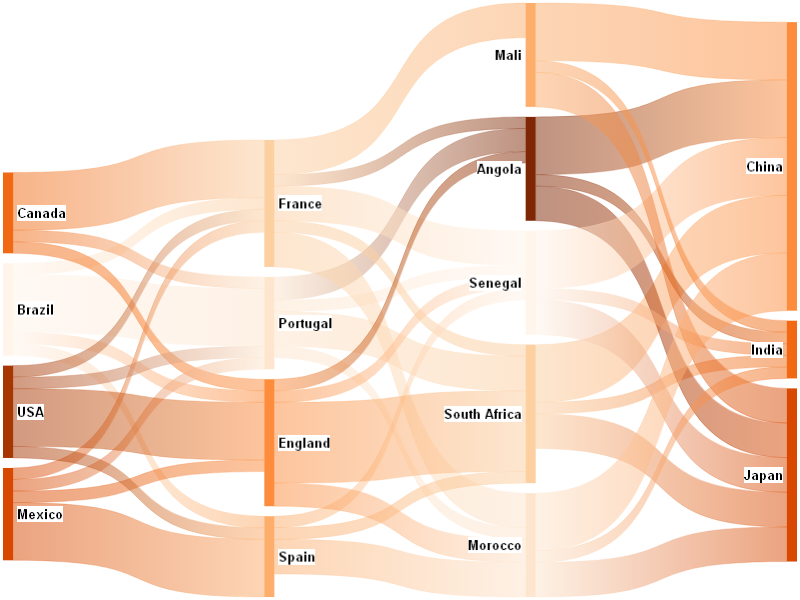 Canada
Brazil
USA
Mexico
France
Portugal
England
Spain
Mali
Angola
Senegal
South Africa
Morocco
China
India
Japan